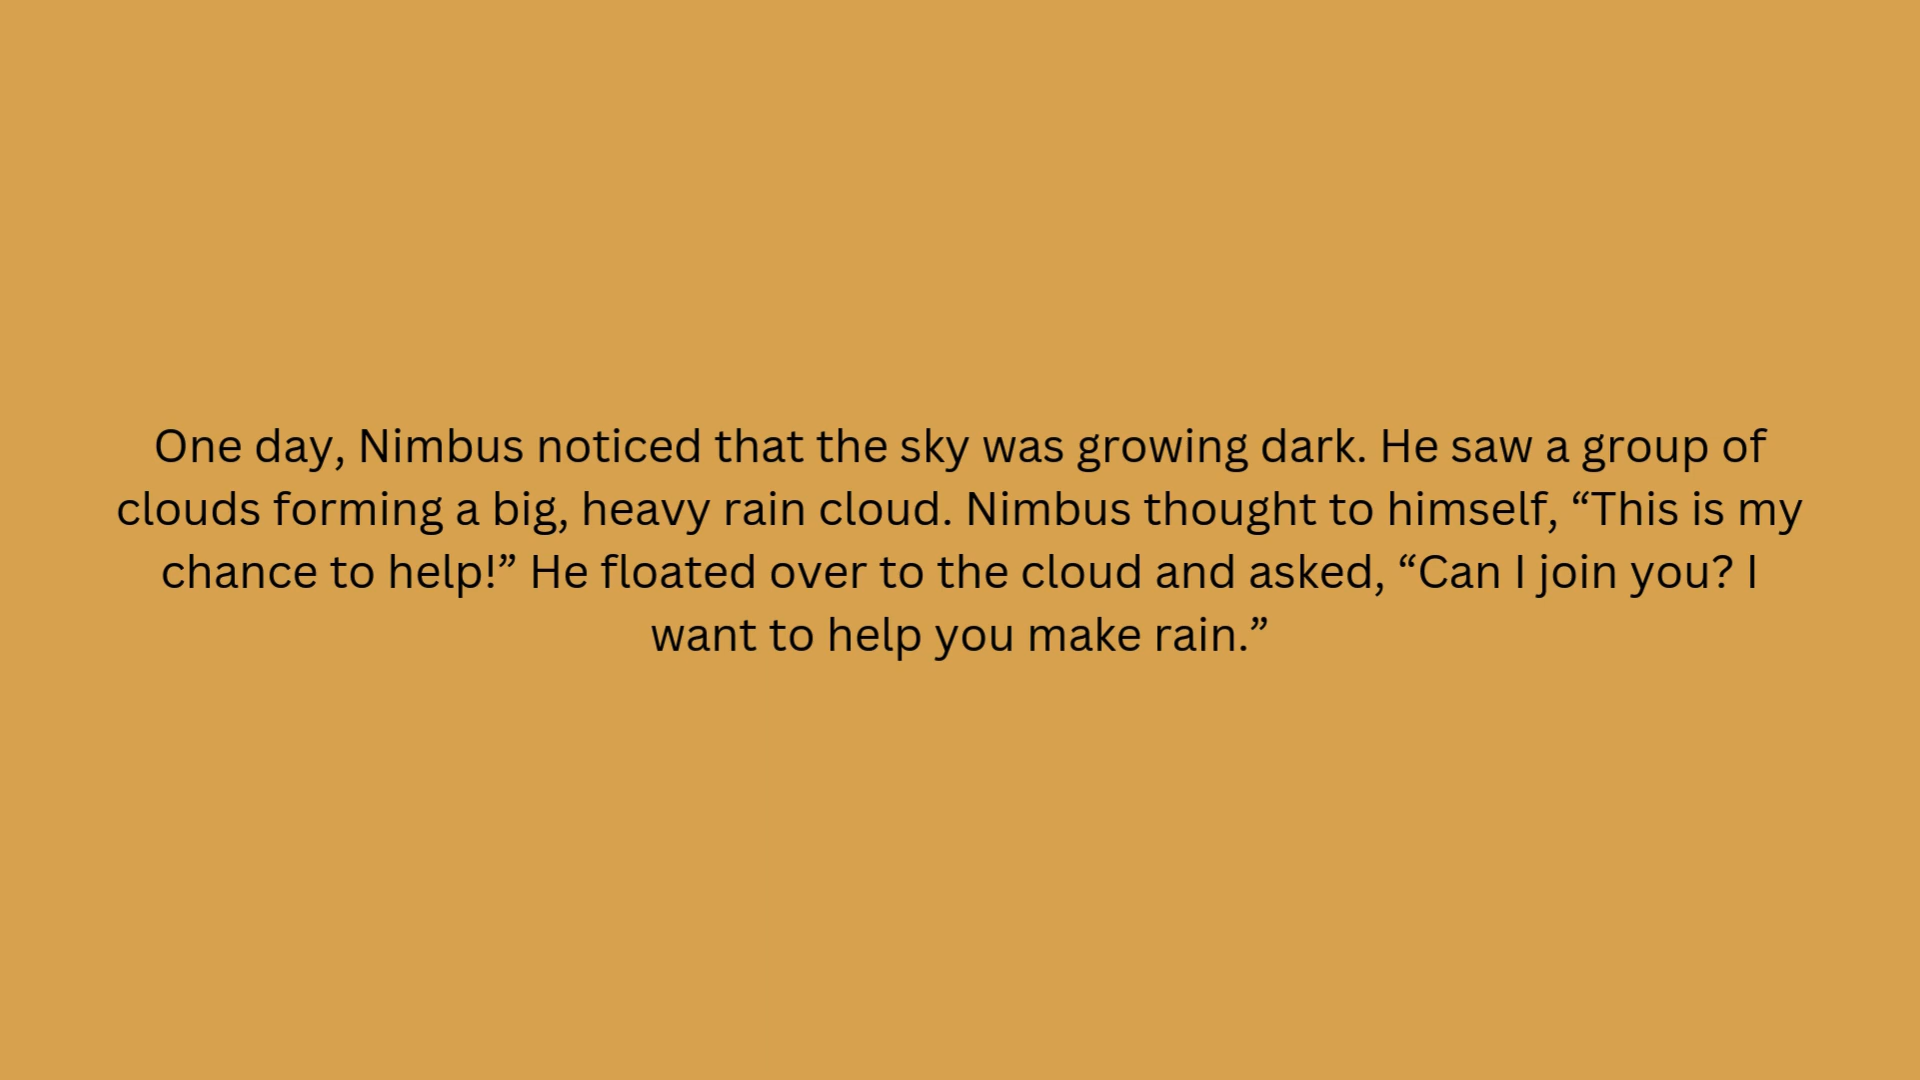 One day, Nimbus noticed that the sky was growing dark. He saw a group of
clouds forming a big, heavy rain cloud. Nimbus thought to himself, “This is my
chance to help!” He floated over to the cloud and asked, “Can I join you? I
want to help you make rain.”